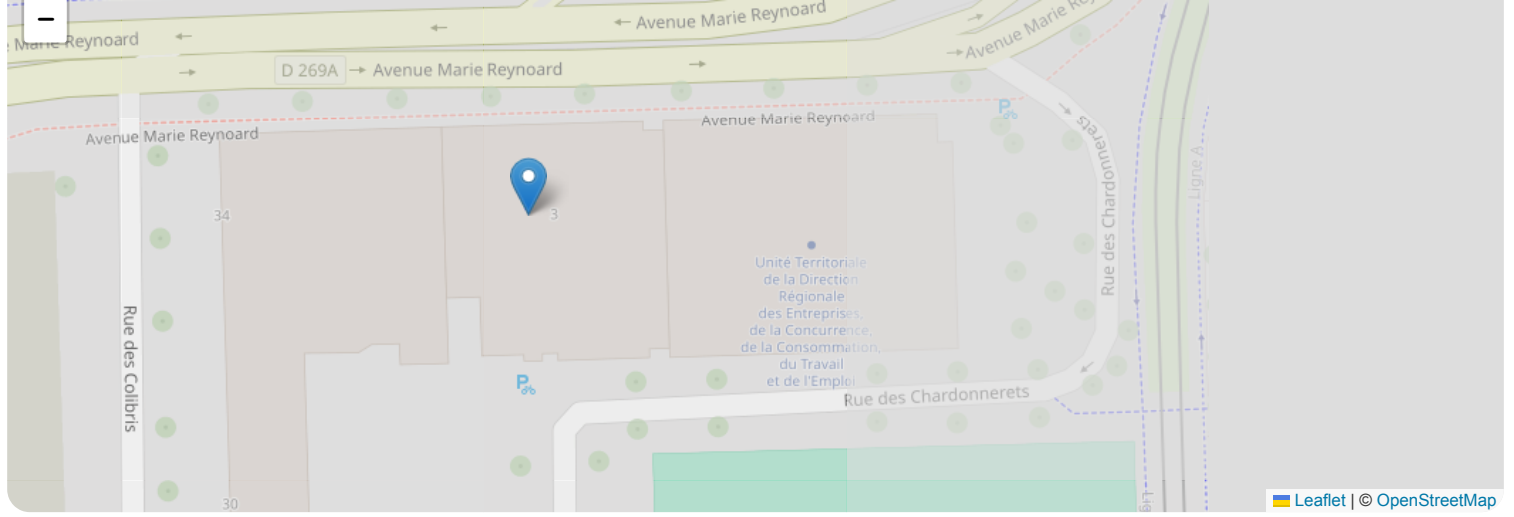 −
Avenue Marie Reynoard
Avenue Marie
Marie Reynoard
D 269A
Avenue Marie Reynoard
Avenue Marie Reynoard
Avenue Marie Reynoard
Rue des Chardonnerets
Ligne A
34
3
Unité Territoriale
de la Direction
Régionale
des Entreprises,
de la Concurrence,
de la Consommation,
du Travail
et de l'Emploi
Rue des Colibris
P
P
Rue des Chardonnerets
30
Lig
Leaflet | © OpenStreetMap